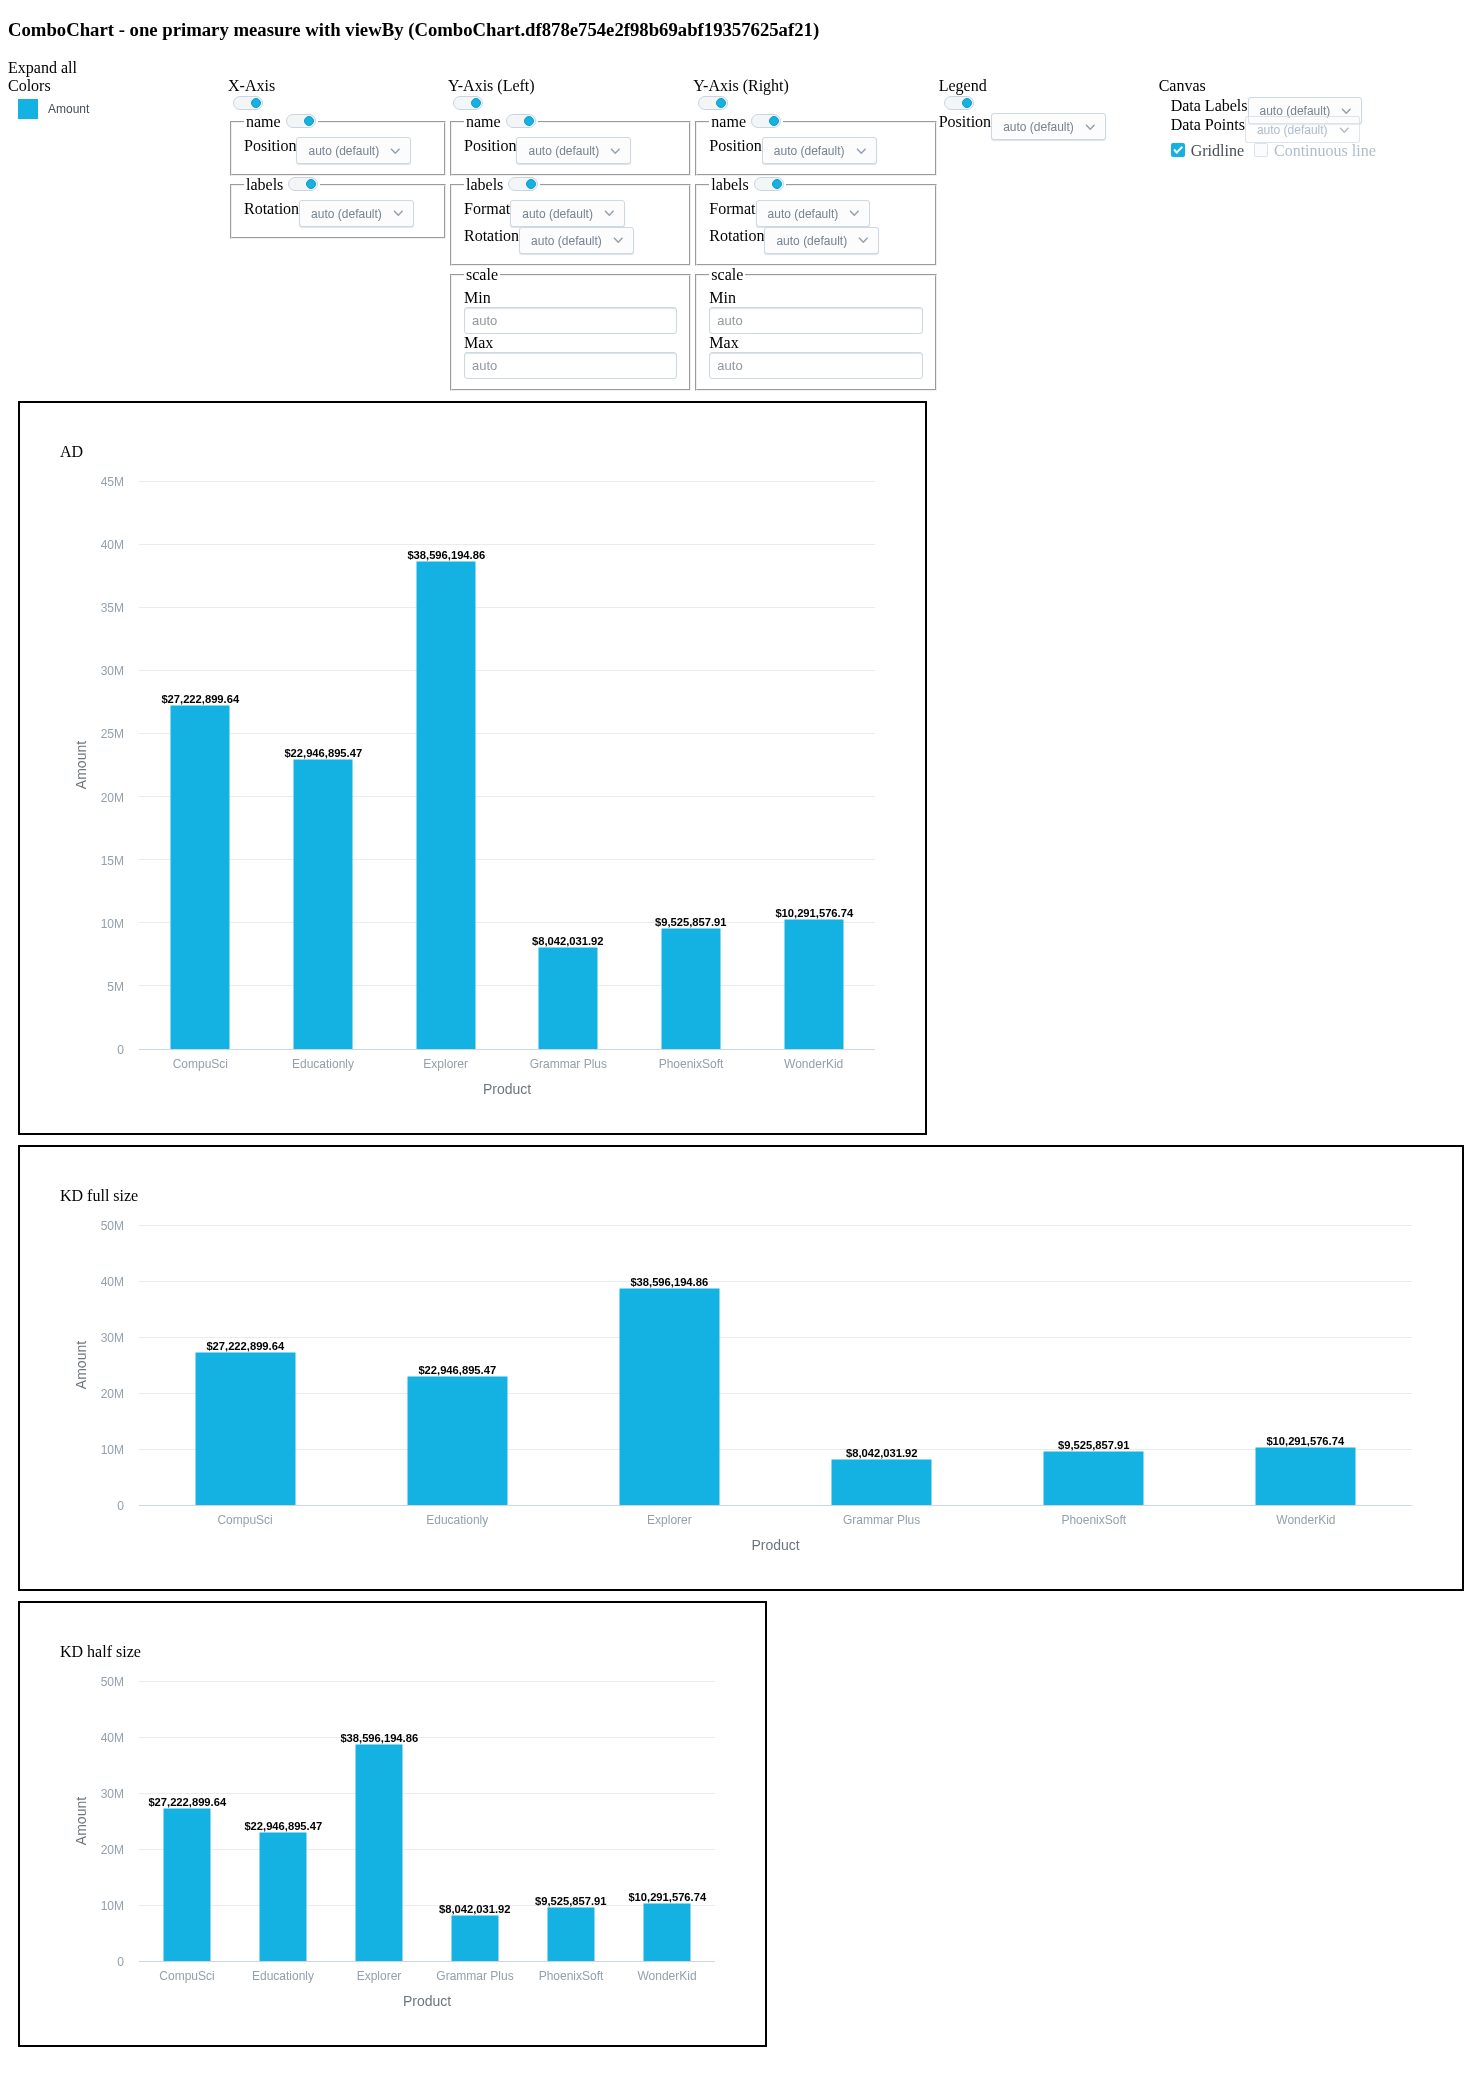 ComboChart - one primary measure with viewBy (ComboChart.df878e754e2f98b69abf19357625af21)
Expand all
Colors
Amount
X-Axis
name
Position auto (default)
labels
Rotation auto (default)
Y-Axis (Left)
name
Position auto (default)
labels
Format auto (default)
Rotation auto (default)
scale
Min
auto
Max
auto
Y-Axis (Right)
name
Position auto (default)
labels
Format auto (default)
Rotation auto (default)
scale
Min
auto
Max
auto
Legend
Position auto (default)
Canvas
Data Labels auto (default)
Data Points auto (default)
Gridline Continuous line
AD
45M
40M
35M
30M
25M
20M
15M
10M
5M
0
Amount
$27,222,899.64
$22,946,895.47
$38,596,194.86
$8,042,031.92
$9,525,857.91
$10,291,576.74
CompuSci Educationly Explorer Grammar Plus PhoenixSoft WonderKid
Product
KD full size
50M
40M
30M
20M
10M
0
Amount
$27,222,899.64
$22,946,895.47
$38,596,194.86
$8,042,031.92
$9,525,857.91
$10,291,576.74
CompuSci Educationly Explorer Grammar Plus PhoenixSoft WonderKid
Product
KD half size
50M
40M
30M
20M
10M
0
Amount
$27,222,899.64
$22,946,895.47
$38,596,194.86
$8,042,031.92
$9,525,857.91
$10,291,576.74
CompuSci Educationly Explorer Grammar Plus PhoenixSoft WonderKid
Product